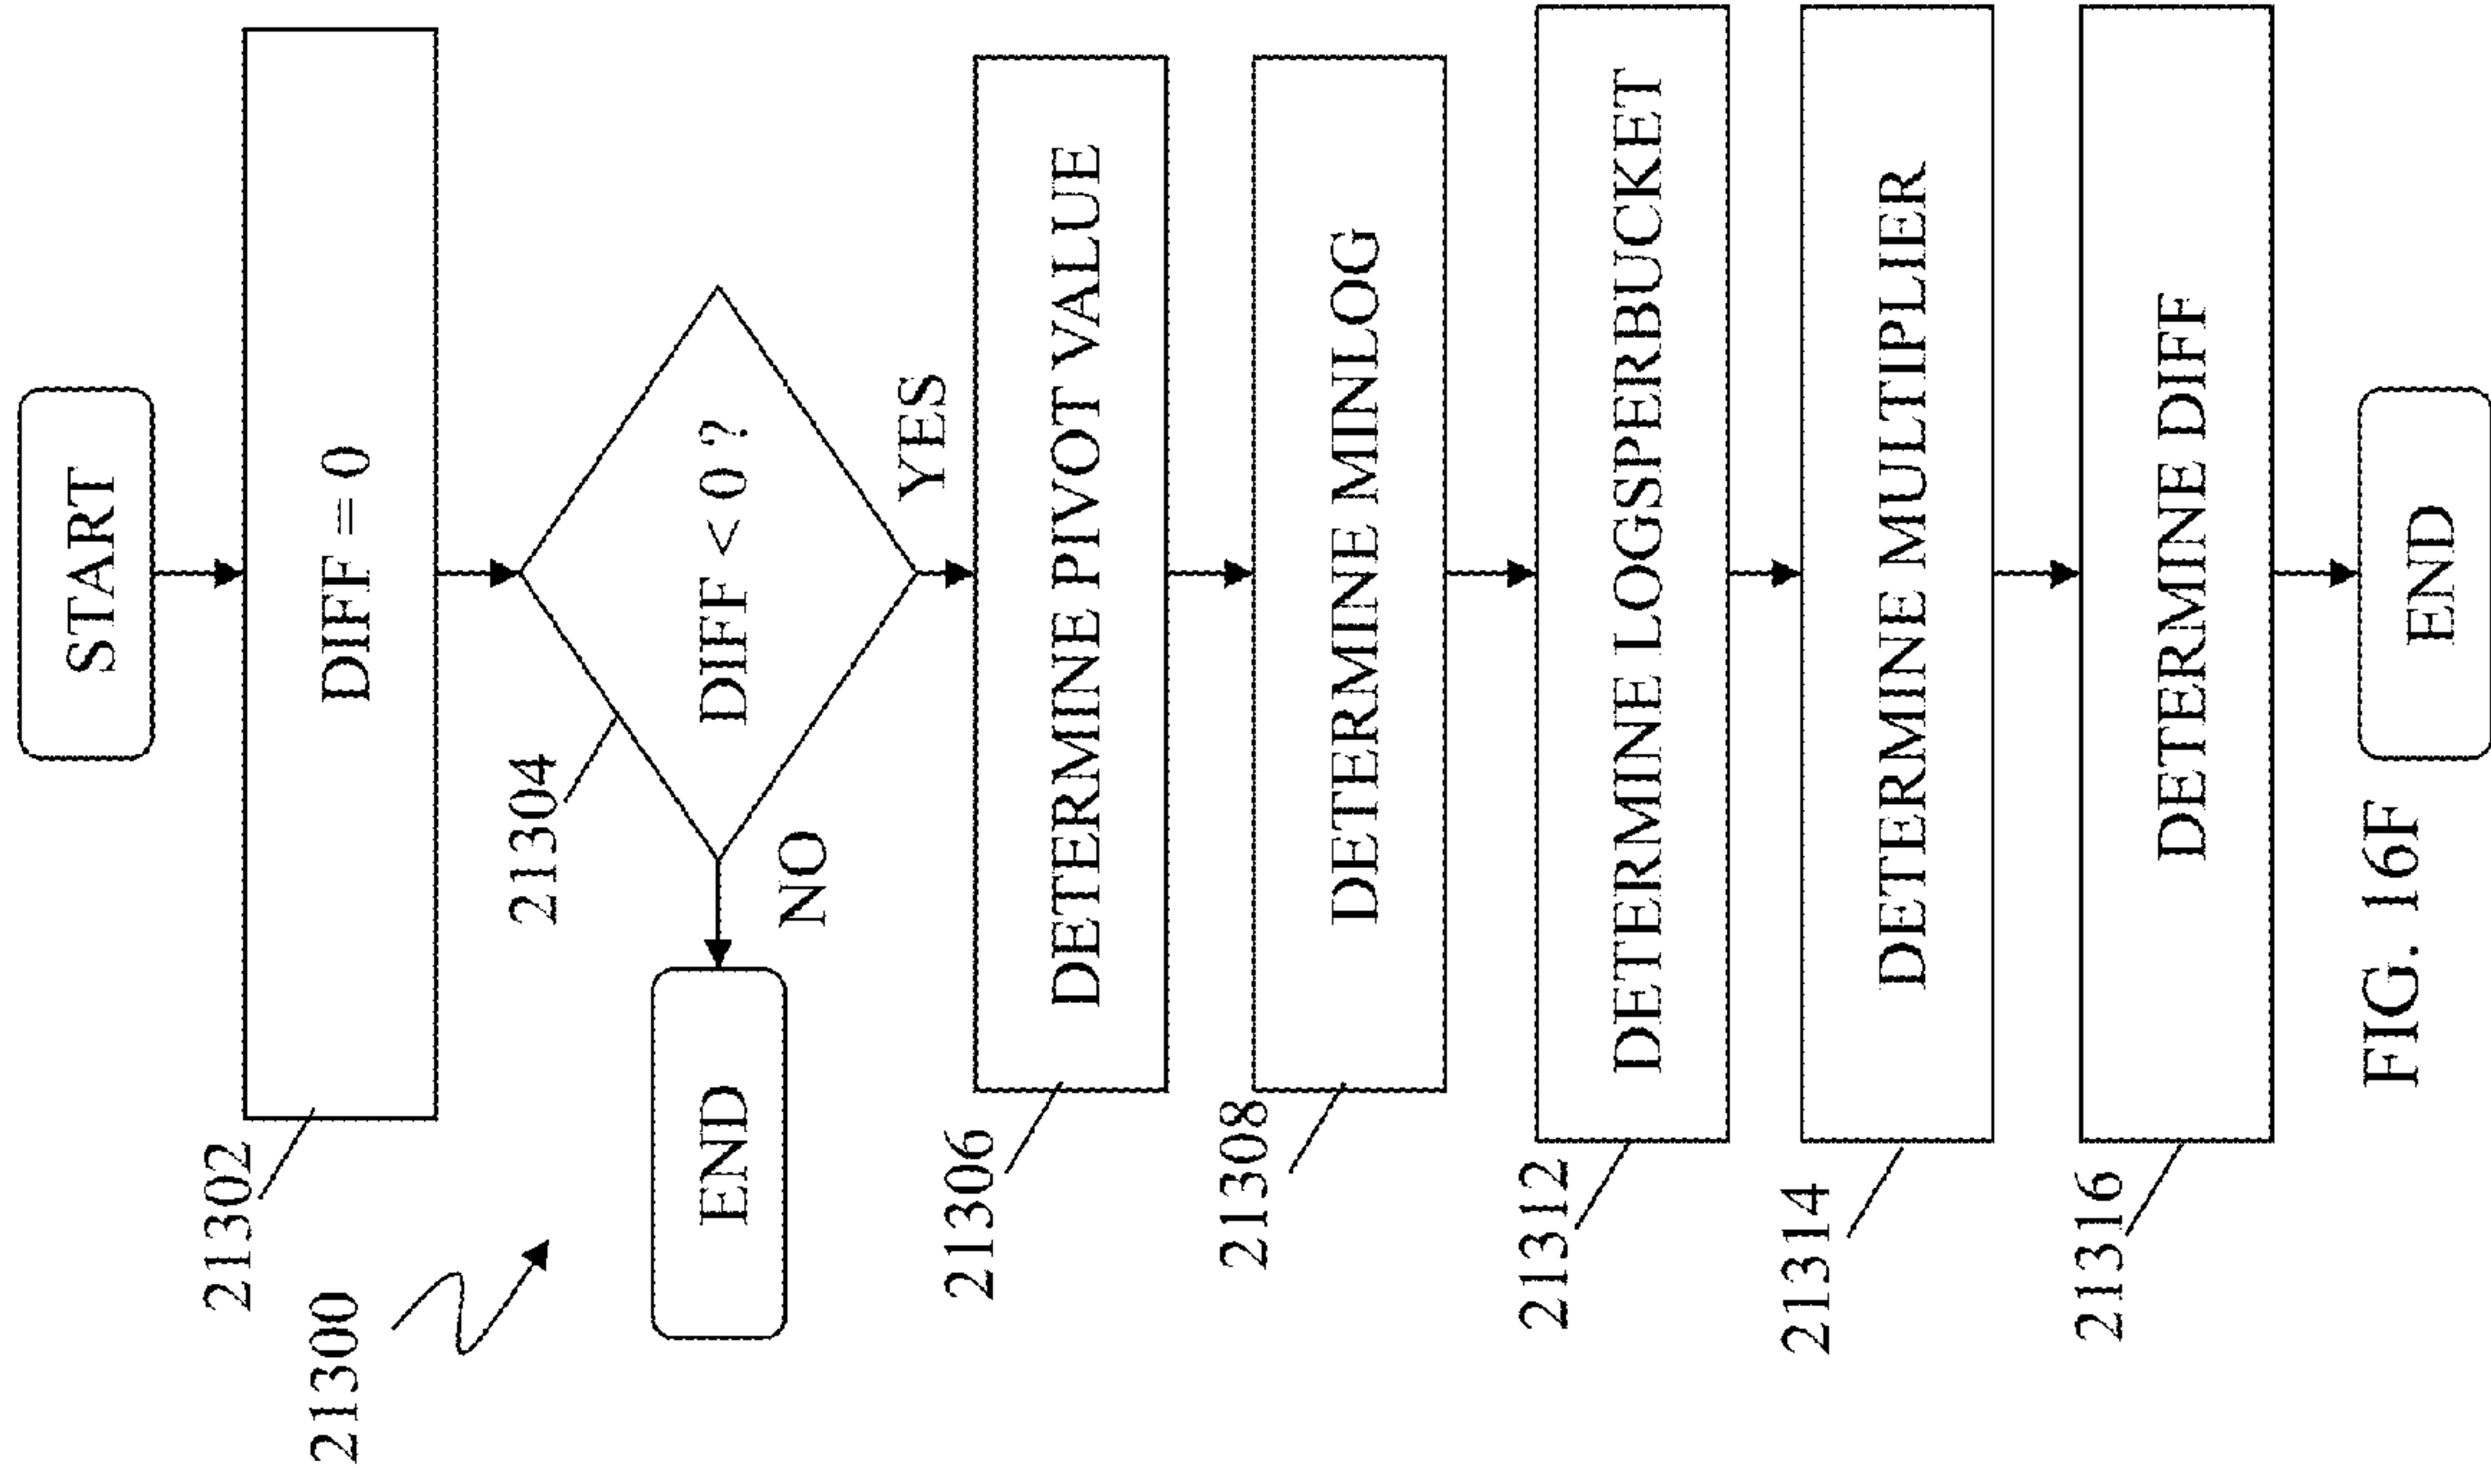 START
21302
DIFF = 0
21300
21304
DIFF < 0 ?
NO
YES
END
21306
DETERMINE PIVOT VALUE
21308
DETERMINE MINLOG
21312
DETERMINE LOGSPERBUCKET
21314
DETERMINE MULTIPLIER
21316
DETERMINE DIFF
END
FIG. 16F